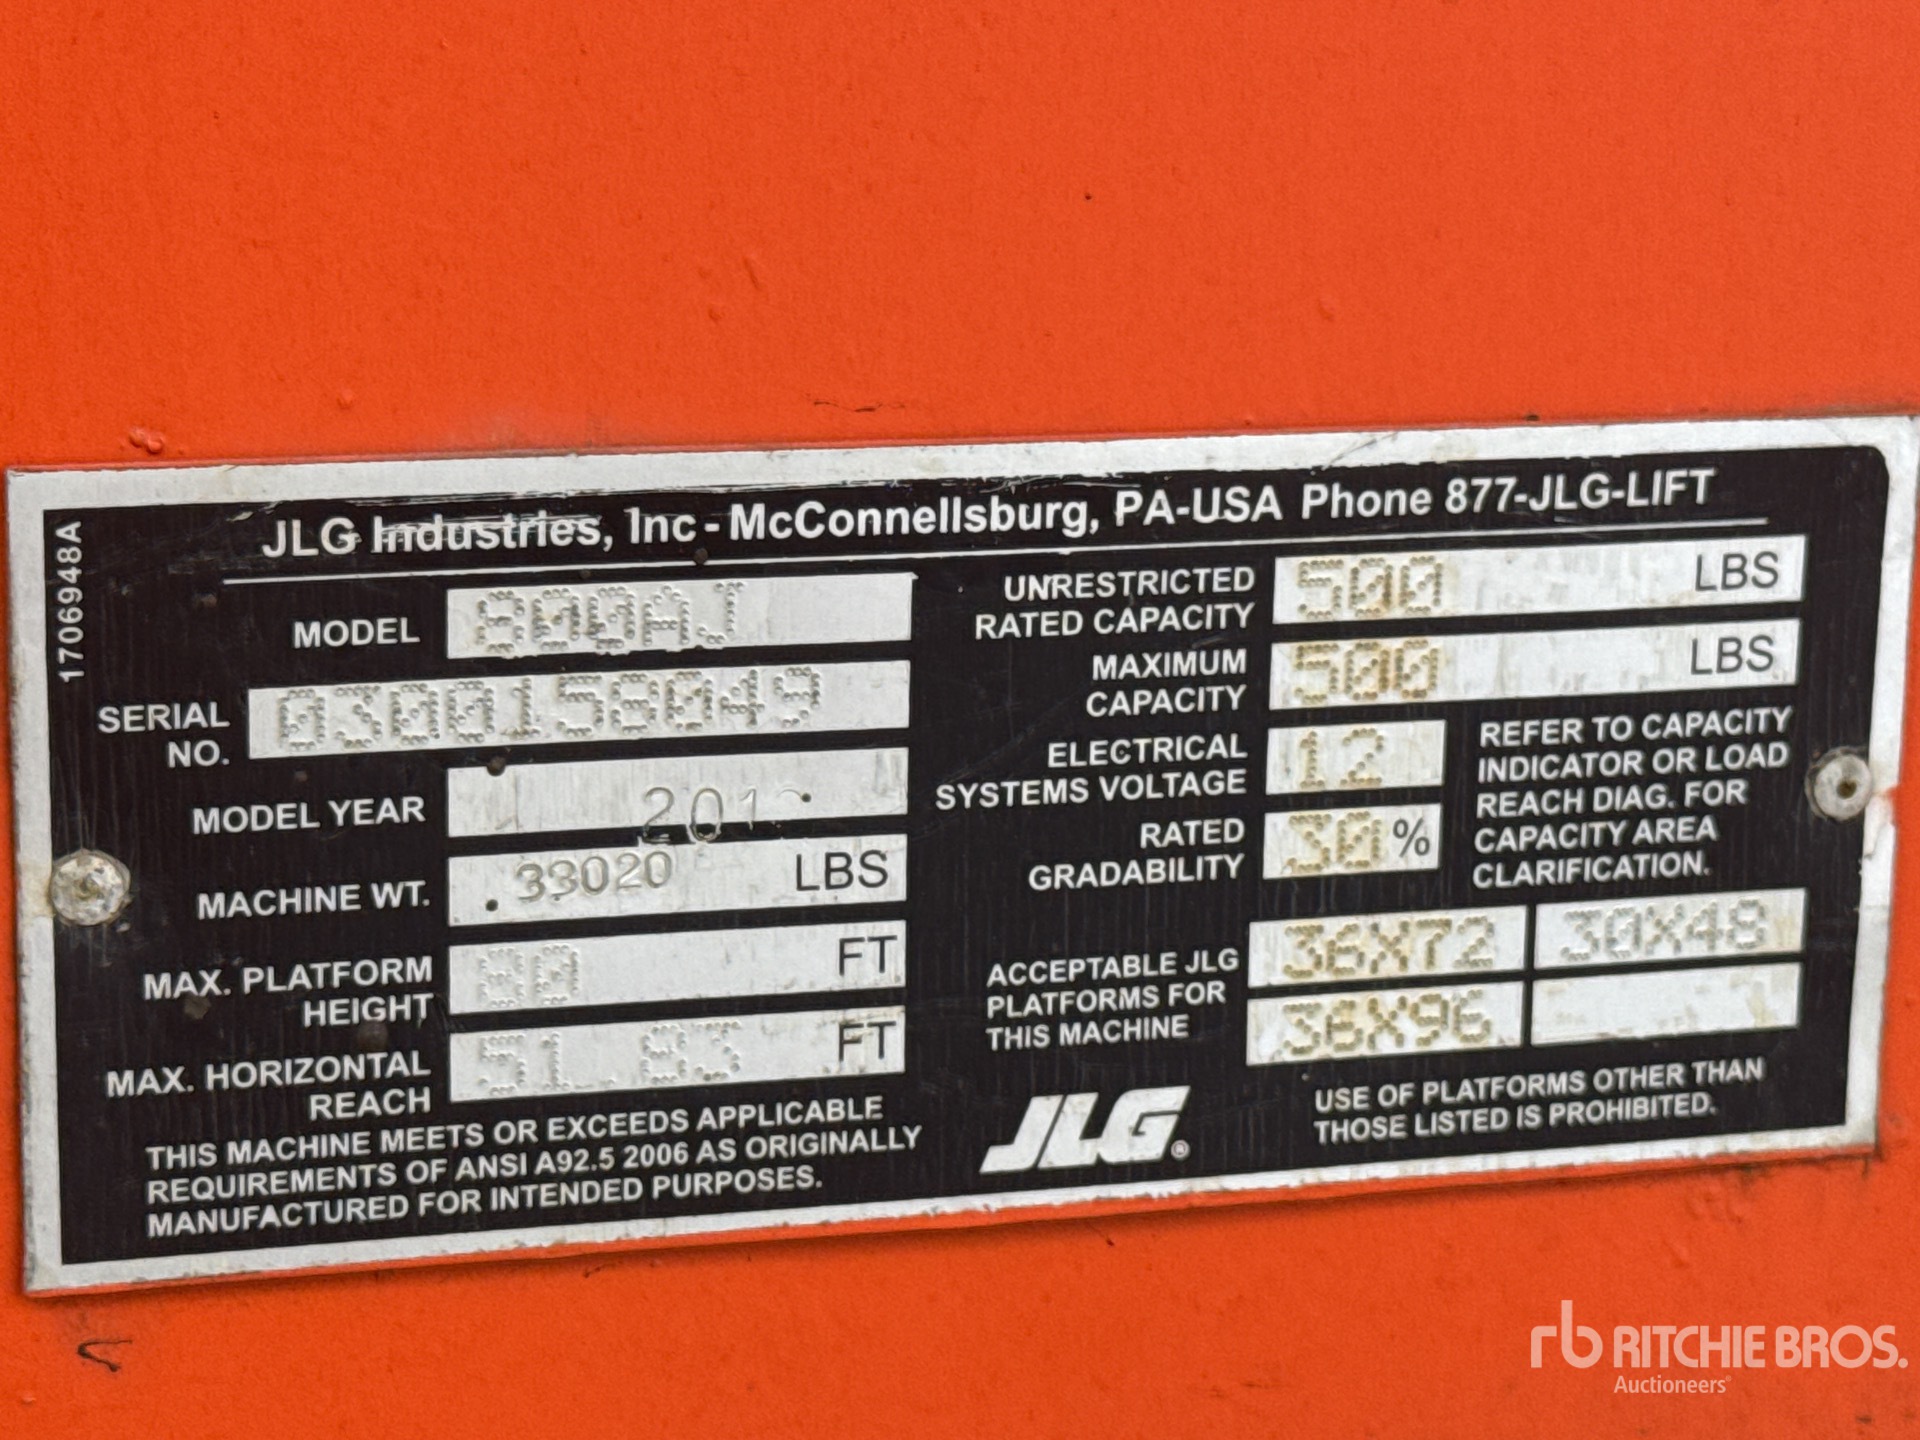 JLG Industries, Inc - McConnellsburg, PA-USA Phone 877-JLG-LIFT
1706948A
MODEL 800AJ
SERIAL NO. 0300158049
MODEL YEAR 201
MACHINE WT. 33020 LBS
MAX. PLATFORM
HEIGHT FT
MAX. HORIZONTAL
REACH FT
THIS MACHINE MEETS OR EXCEEDS APPLICABLE
REQUIREMENTS OF ANSI A92.5 2006 AS ORIGINALLY
MANUFACTURED FOR INTENDED PURPOSES.
UNRESTRICTED
RATED CAPACITY 500 LBS
MAXIMUM
CAPACITY 500 LBS
ELECTRICAL
SYSTEMS VOLTAGE 12
RATED
GRADABILITY 30%
REFER TO CAPACITY
INDICATOR OR LOAD
REACH DIAG. FOR
CAPACITY AREA
CLARIFICATION.
ACCEPTABLE JLG
PLATFORMS FOR
THIS MACHINE
36X72 30X48
36X96
JLG®
USE OF PLATFORMS OTHER THAN
THOSE LISTED IS PROHIBITED.
rb RITCHIE BROS.
Auctioneers